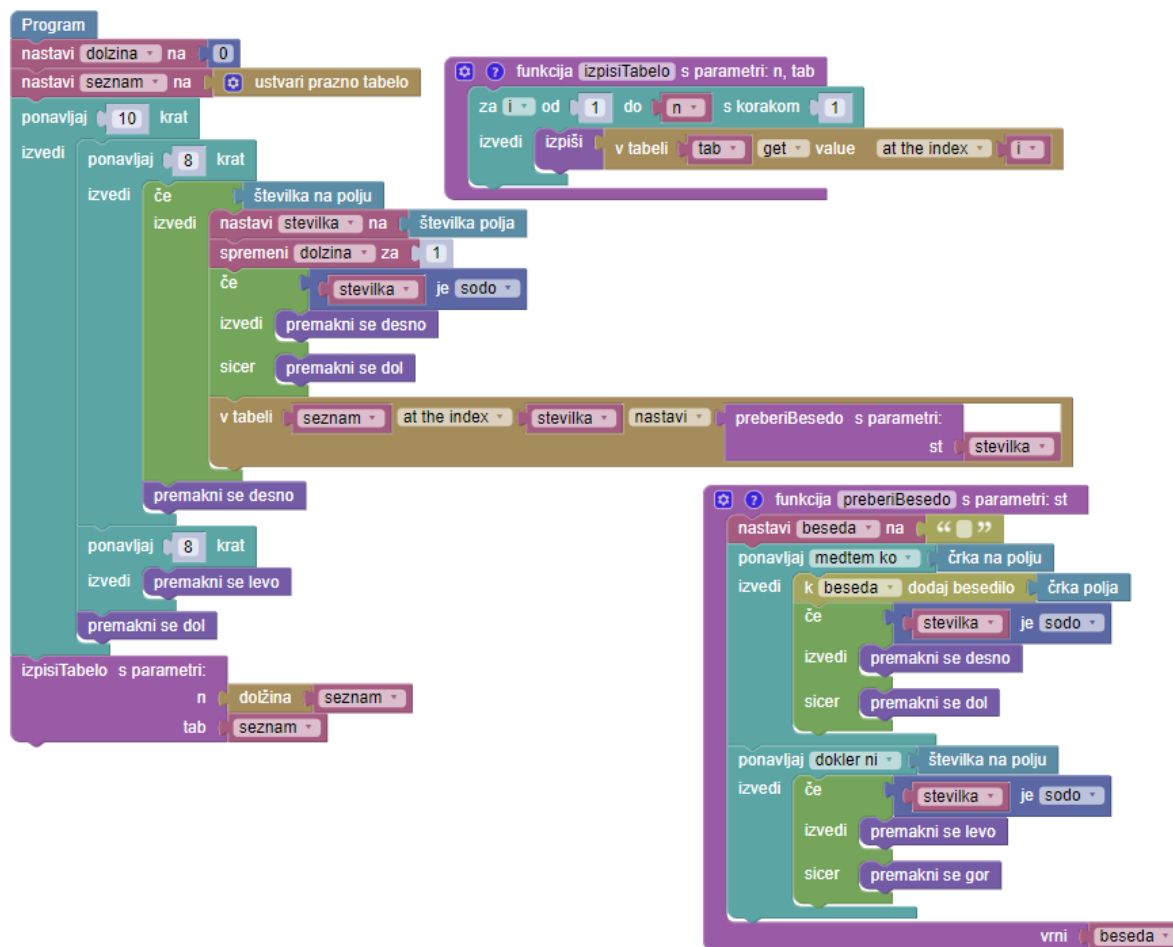 Program
nastavi dolzina na 0
nastavi seznam na ustvari prazno tabelo
ponavljaj 10 krat
izvedi ponavljaj 8 krat
izvedi če številka na polju
izvedi nastavi stevilka na številka polja
spremeni dolzina za 1
če stevilka je sodo
izvedi premakni se desno
sicer premakni se dol
v tabeli seznam at the index stevilka nastavi preberiBesedo s parametri:
st stevilka
premakni se desno
ponavljaj 8 krat
izvedi premakni se levo
premakni se dol
izpisiTabelo s parametri:
n dolžina seznam
tab seznam
funkcija izpisiTabelo s parametri: n, tab
za i od 1 do n s korakom 1
izvedi izpiši v tabeli tab get value at the index i
funkcija preberiBesedo s parametri: st
nastavi beseda na “ ”
ponavljaj medtem ko črka na polju
izvedi k beseda dodaj besedilo črka polja
če stevilka je sodo
izvedi premakni se desno
sicer premakni se dol
ponavljaj dokler ni številka na polju
izvedi če stevilka je sodo
izvedi premakni se levo
sicer premakni se gor
vrni beseda